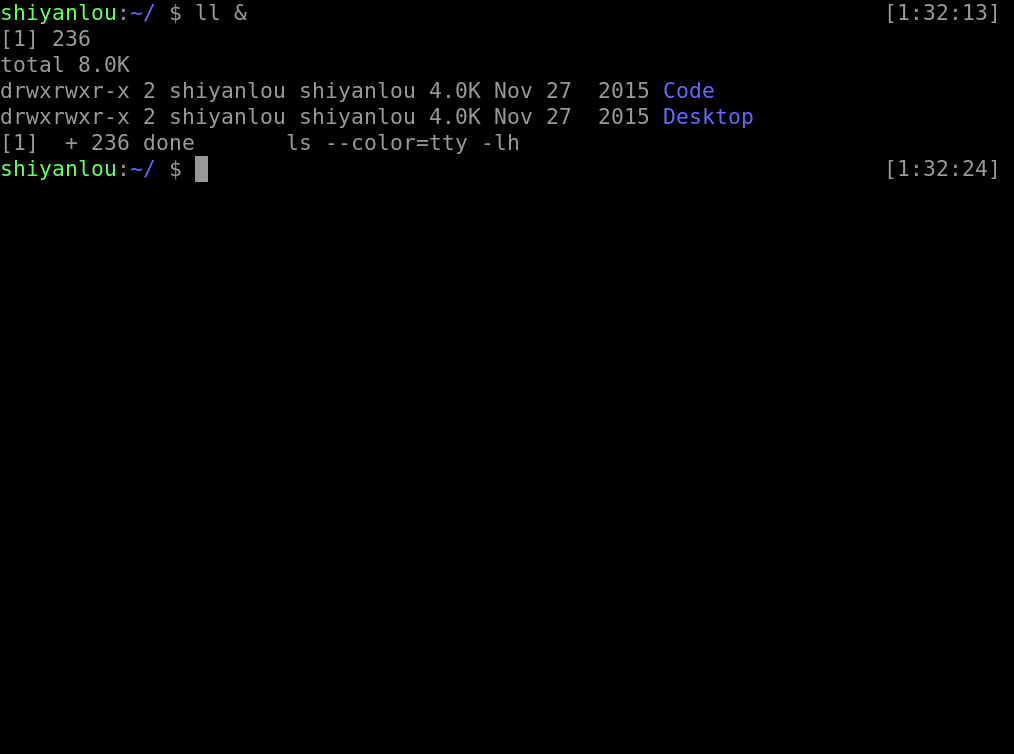 shiyanlou:~/ $ ll & [1:32:13]
[1] 236
total 8.0K
drwxrwxr-x 2 shiyanlou shiyanlou 4.0K Nov 27  2015 Code
drwxrwxr-x 2 shiyanlou shiyanlou 4.0K Nov 27  2015 Desktop
[1]  + 236 done       ls --color=tty -lh
shiyanlou:~/ $ [1:32:24]